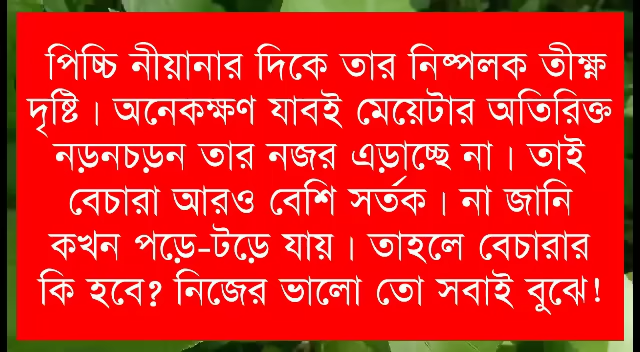 পিচ্চি নীয়ানার দিকে তার নিষ্পলক তীক্ষ্ণ
দৃষ্টি । অনেকক্ষণ যাবই মেয়েটার অতিরিক্ত
নড়নচড়ন তার নজর এড়াচ্ছে না । তাই
বেচারা আরও বেশি সর্তক । না জানি
কখন পড়ে-টড়ে যায় । তাহলে বেচারার
কি হবে? নিজের ভালো তো সবাই বুঝে!